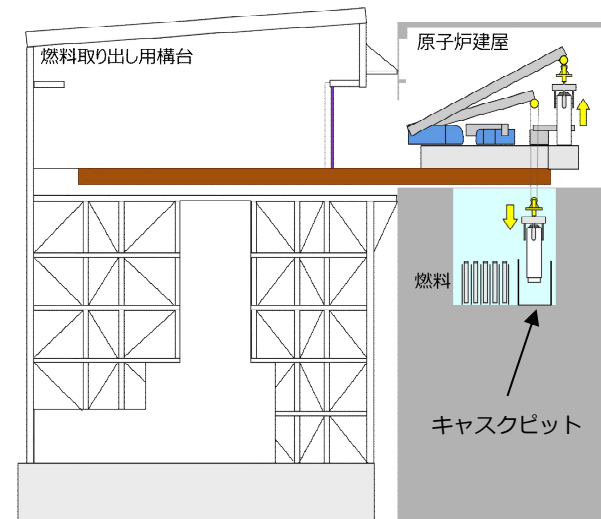 燃料取り出し用構台
原子炉建屋
燃料
キャスクピット